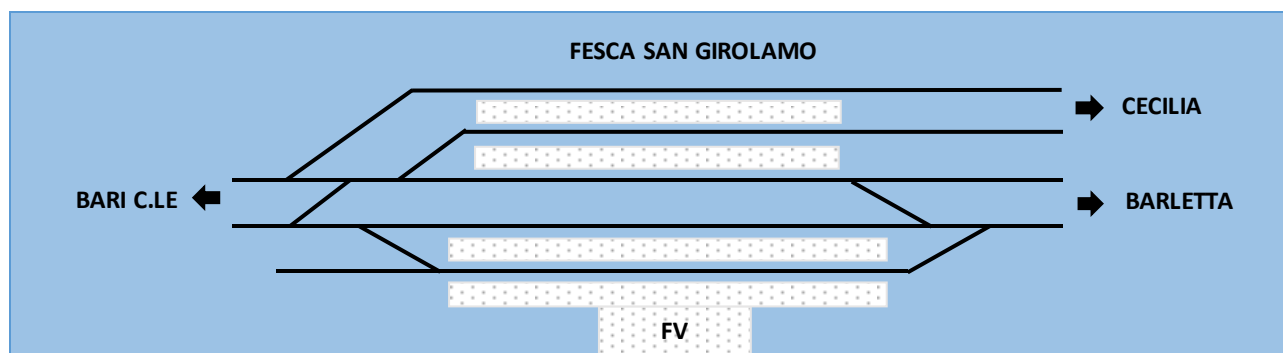 FESCA SAN GIROLAMO
CECILIA
BARI C.LE
BARLETTA
FV